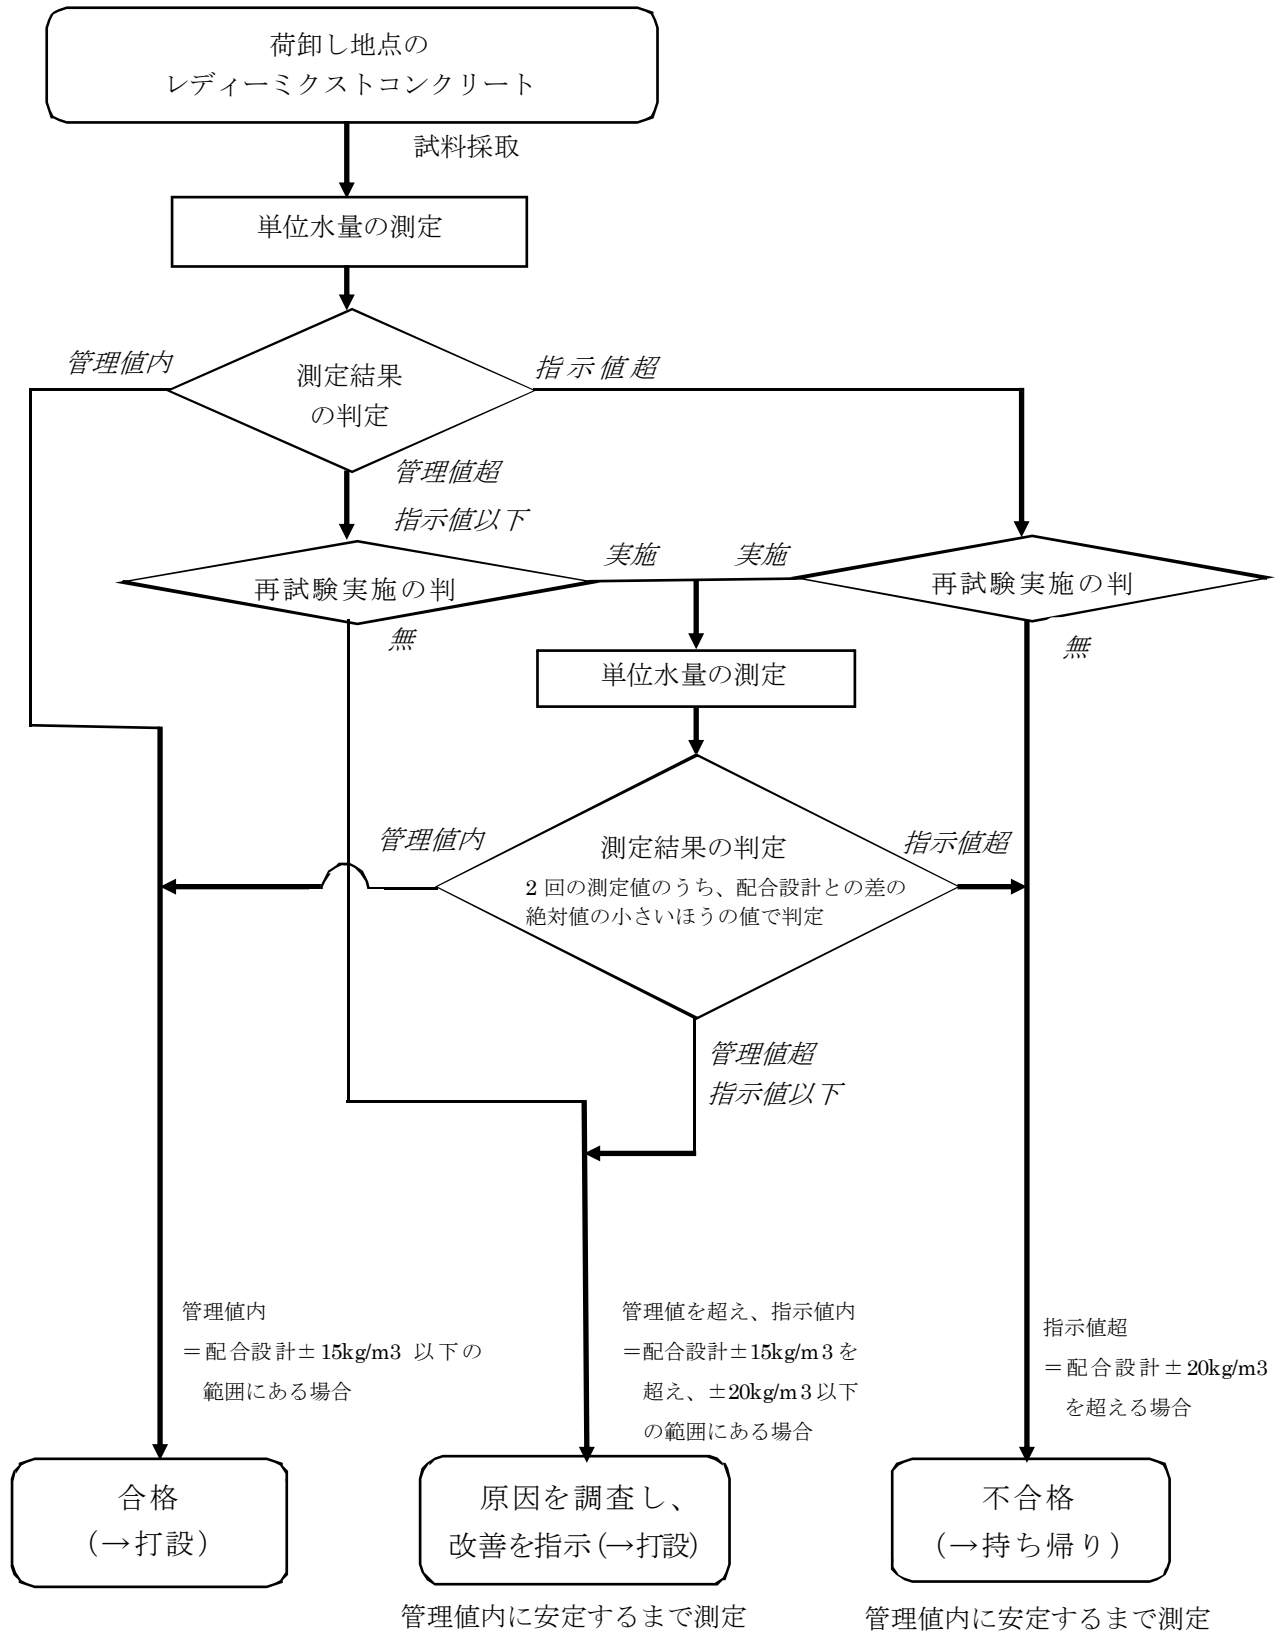 荷卸し地点の
レディーミクストコンクリート
試料採取
単位水量の測定
管理値内
測定結果
の判定
指示値超
管理値超
指示値以下
実施
実施
再試験実施の判
再試験実施の判
無
無
単位水量の測定
管理値内
測定結果の判定
指示値超
2 回の測定値のうち、配合設計との差の
絶対値の小さいほうの値で判定
管理値超
指示値以下
管理値内
＝配合設計±15kg/m3 以下の
範囲にある場合
管理値を超え、指示値内
＝配合設計±15kg/m3を
超え、±20kg/m3以下
の範囲にある場合
指示値超
＝配合設計±20kg/m3
を超える場合
合格
（→打設）
原因を調査し、
改善を指示（→打設）
不合格
（→持ち帰り）
管理値内に安定するまで測定
管理値内に安定するまで測定